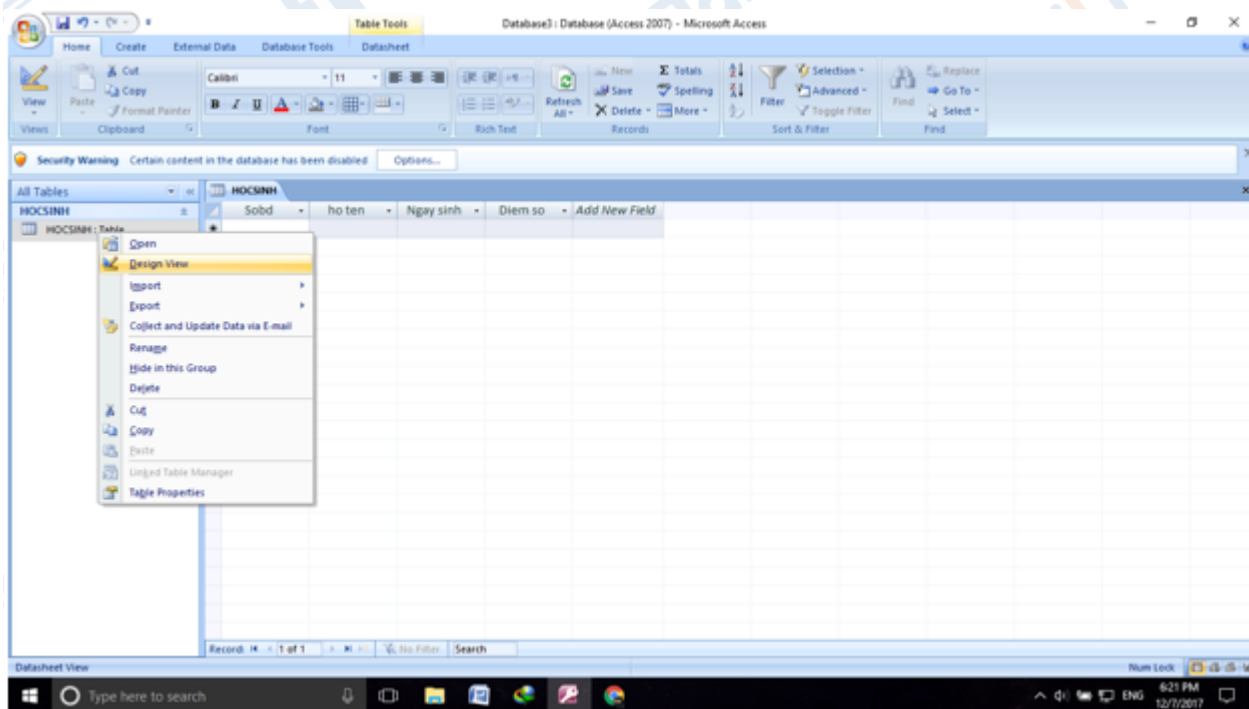 Table Tools
Database3 : Database (Access 2007) - Microsoft Access
Home Create External Data Database Tools Datasheet
View
Views
Paste
Cut
Copy
Format Painter
Clipboard
Calibri 11
B I U A
Font
Rich Text
Refresh All
New
Save
Delete
Totals
Spelling
More
Records
Filter
Selection
Advanced
Toggle Filter
Sort & Filter
Find
Replace
Go To
Select
Find
Security Warning Certain content in the database has been disabled Options...
All Tables
HOCSINH
HOCSINH : Table
HOCSINH
Sobd ho ten Ngay sinh Diem so Add New Field
Open
Design View
Import
Export
Collect and Update Data via E-mail
Rename
Hide in this Group
Delete
Cut
Copy
Paste
Linked Table Manager
Table Properties
Record: 1 of 1 No Filter Search
Datasheet View
Num Lock
Type here to search
ENG
6:21 PM
12/7/2017